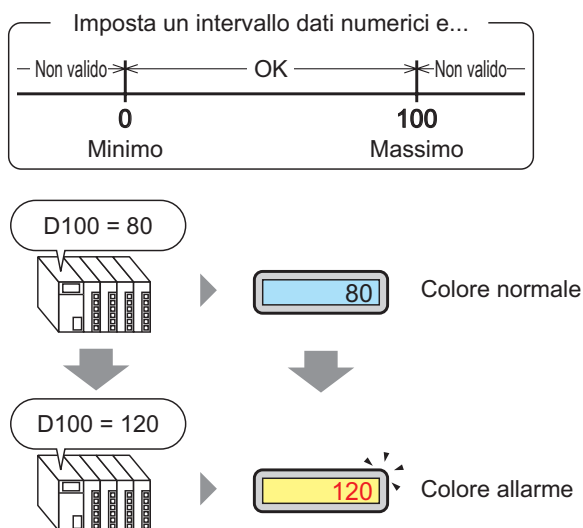 Imposta un intervallo dati numerici e...
Non valido OK Non valido
0 100
Minimo Massimo
D100 = 80
80 Colore normale
D100 = 120
120 Colore allarme